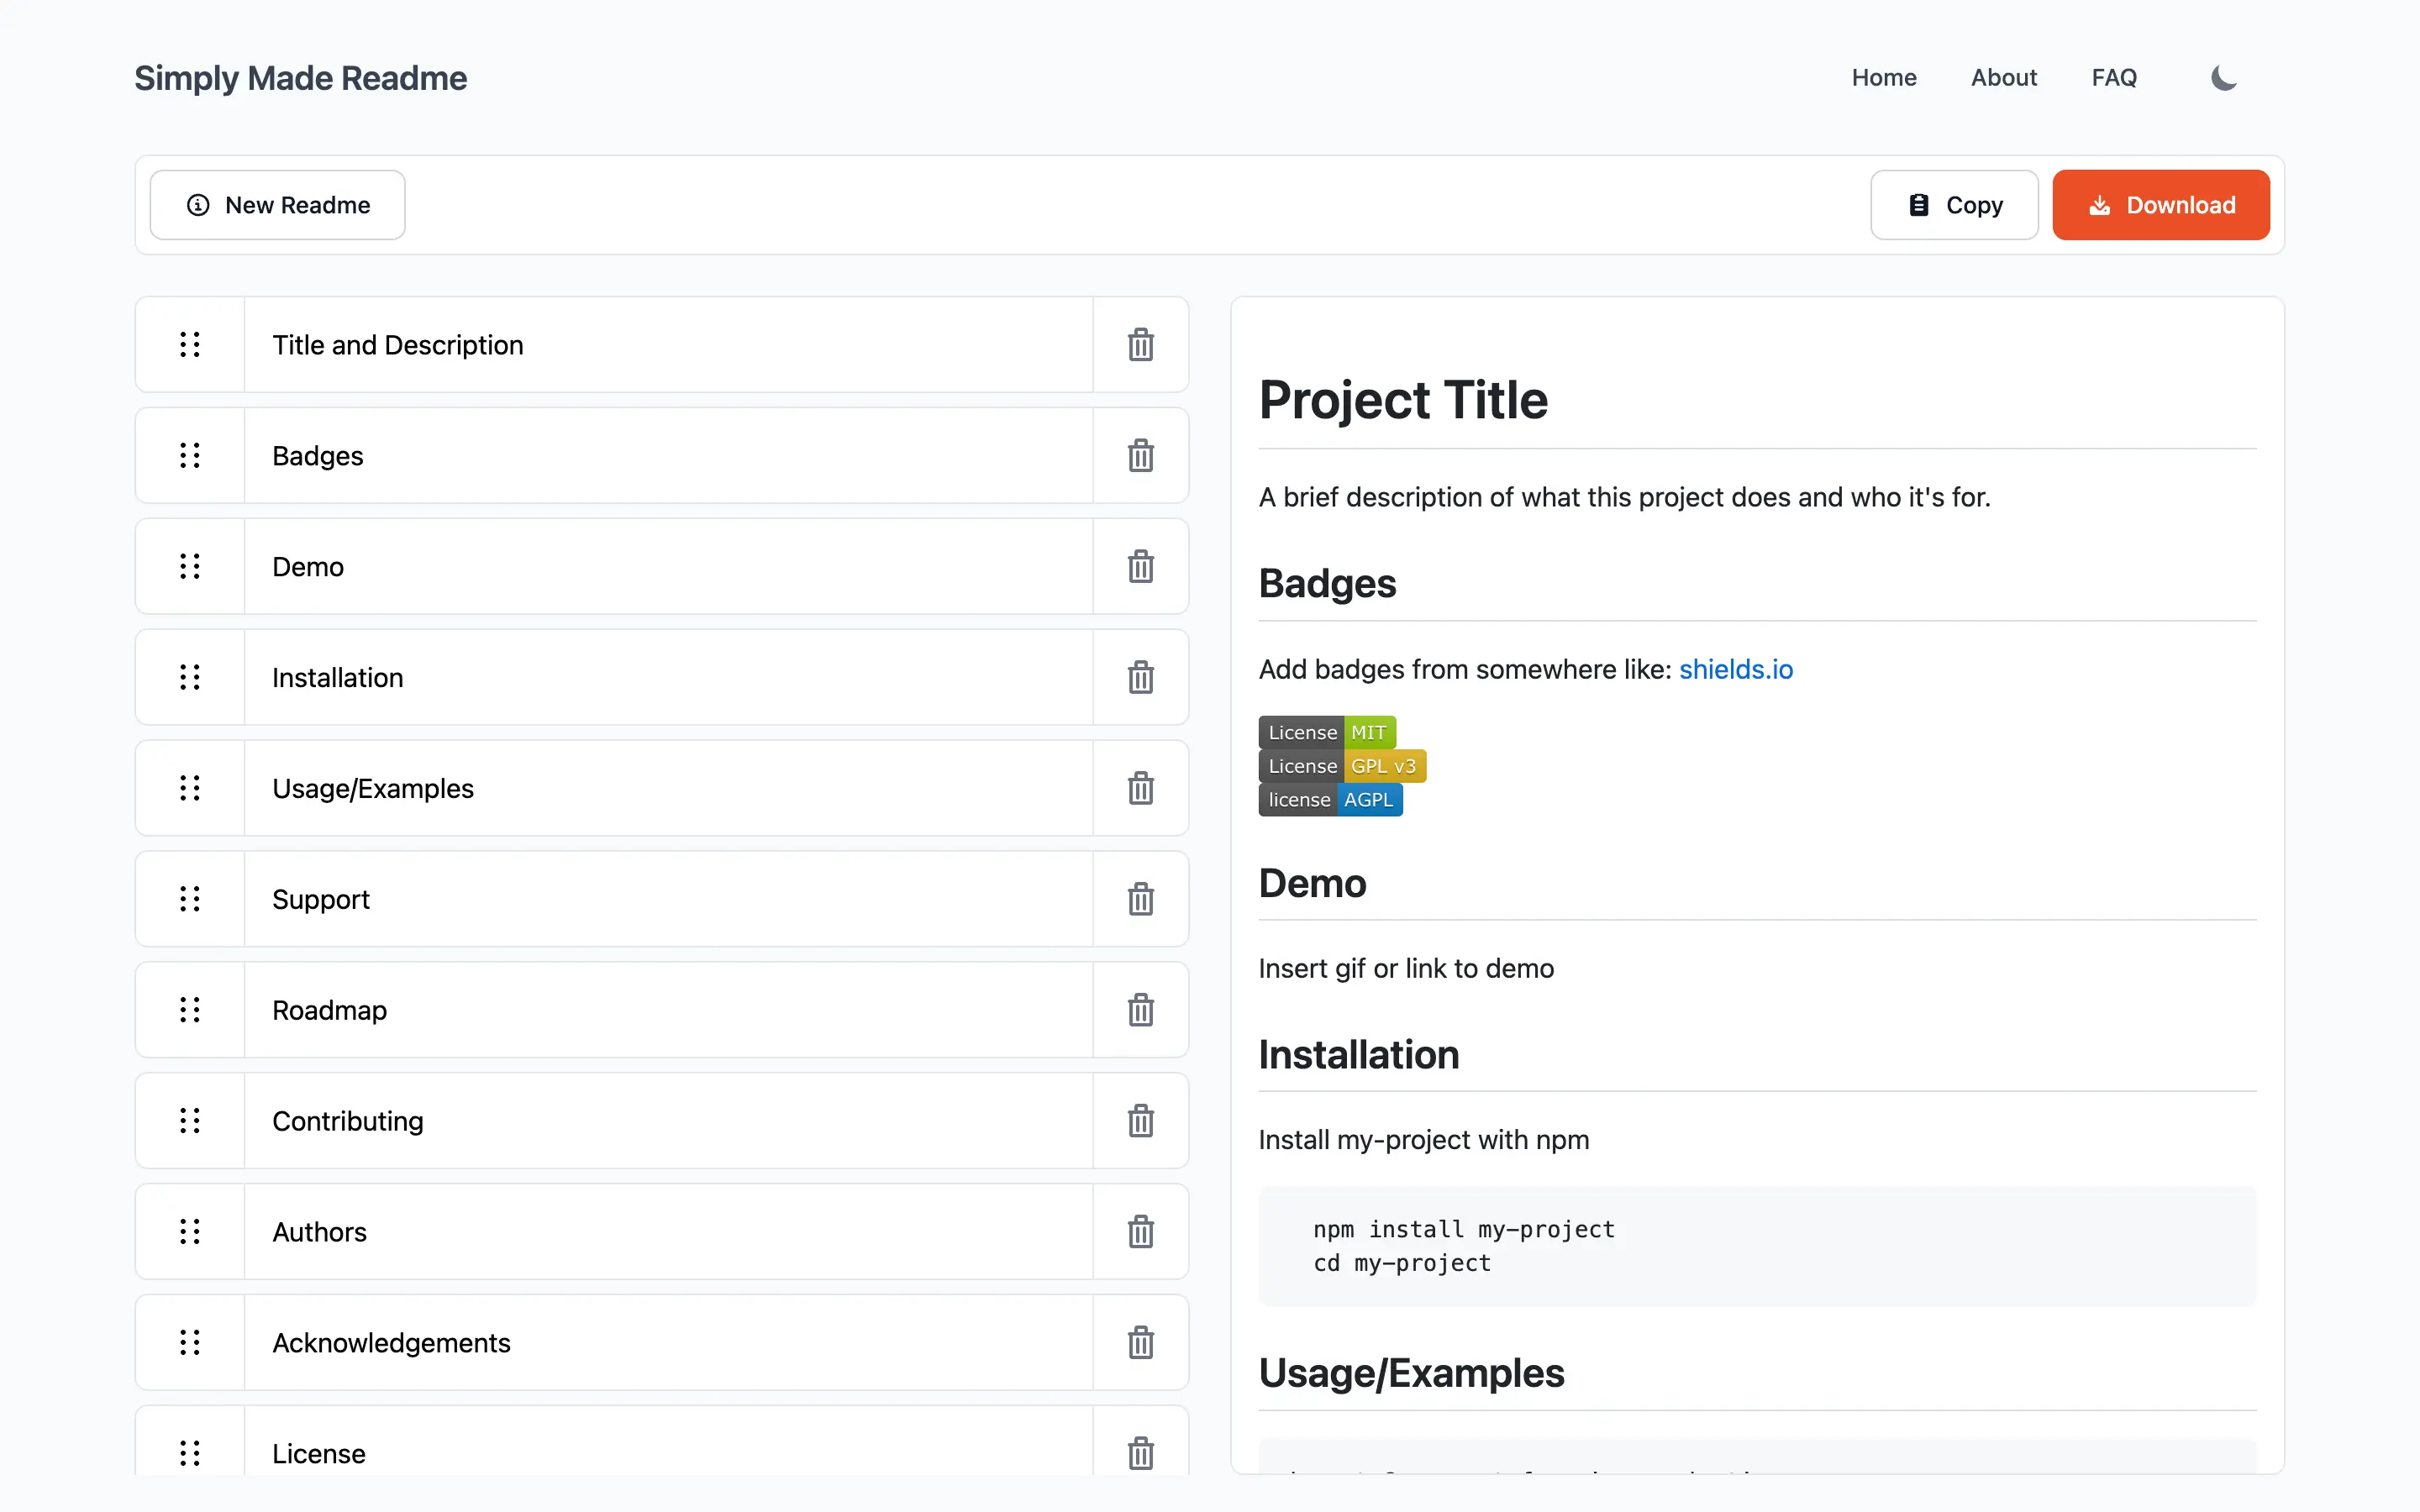 Simply Made Readme
Home
About
FAQ
New Readme
Copy
Download
Title and Description
Badges
Demo
Installation
Usage/Examples
Support
Roadmap
Contributing
Authors
Acknowledgements
License
Project Title
A brief description of what this project does and who it's for.
Badges
Add badges from somewhere like: shields.io
License MIT
License GPL v3
license AGPL
Demo
Insert gif or link to demo
Installation
Install my-project with npm
npm install my-project
cd my-project
Usage/Examples